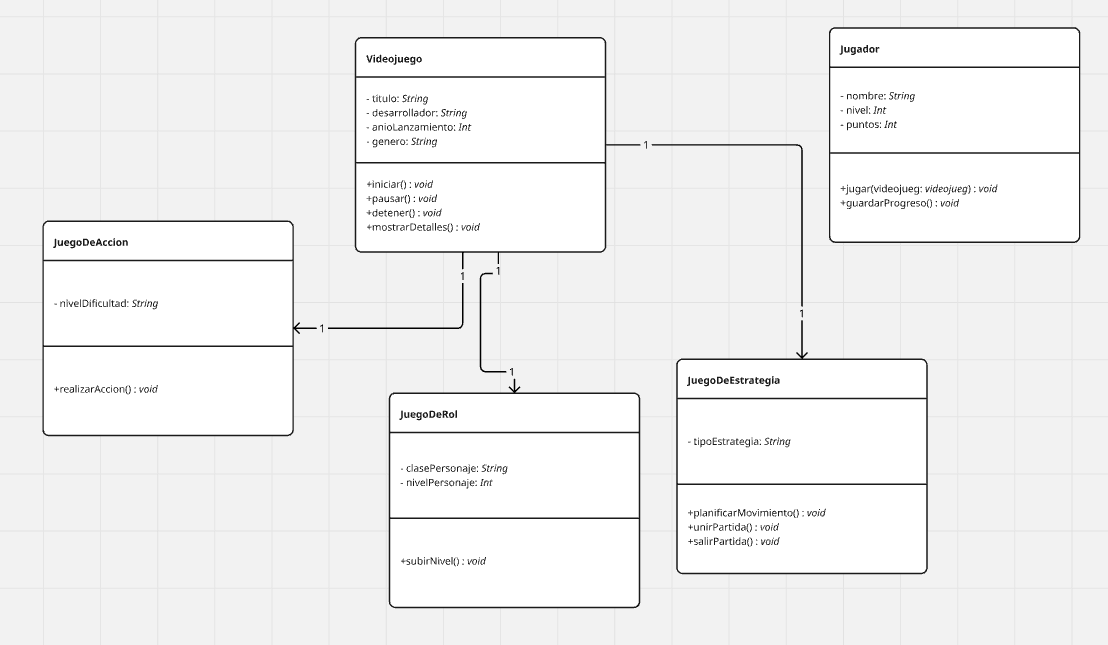 Videojuego
- titulo: String
- desarrollador: String
- anioLanzamiento: Int
- genero: String
+iniciar() : void
+pausar() : void
+detener() : void
+mostrarDetalles() : void
Jugador
- nombre: String
- nivel: Int
- puntos: Int
+jugar(videojueg: videojueg) : void
+guardarProgreso() : void
1
1
1
1
1
1
JuegoDeAccion
- nivelDificultad: String
+realizarAccion() : void
JuegoDeRol
- clasePersonaje: String
- nivelPersonaje: Int
+subirNivel() : void
JuegoDeEstrategia
- tipoEstrategia: String
+planificarMovimiento() : void
+unirPartida() : void
+salirPartida() : void